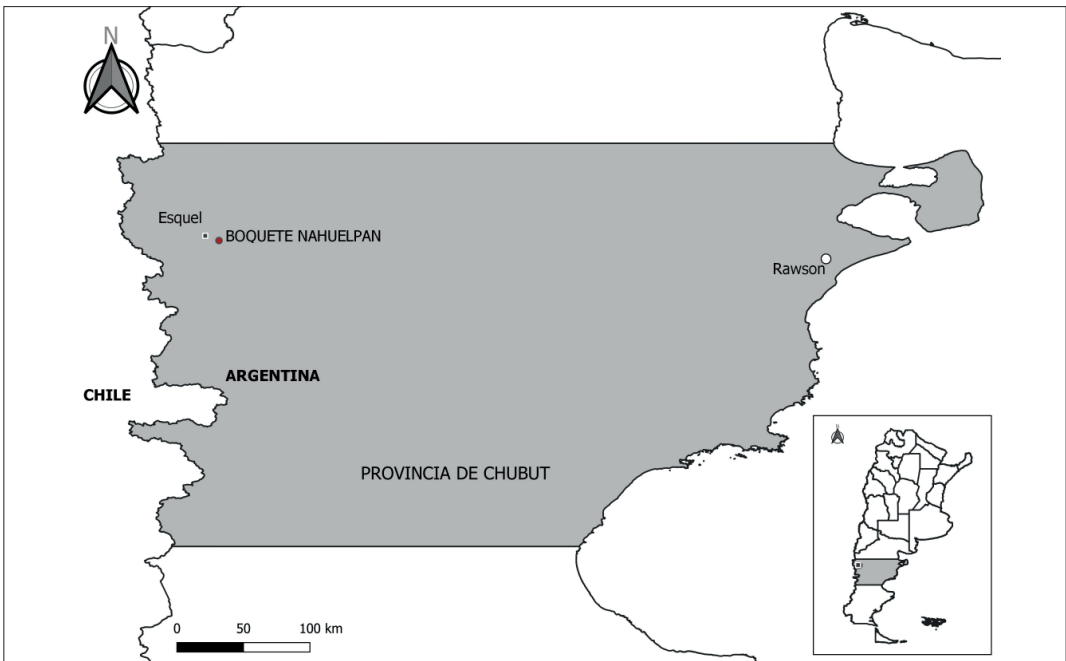 N
Esquel
BOQUETE NAHUELPAN
Rawson
ARGENTINA
CHILE
PROVINCIA DE CHUBUT
0 50 100 km
N